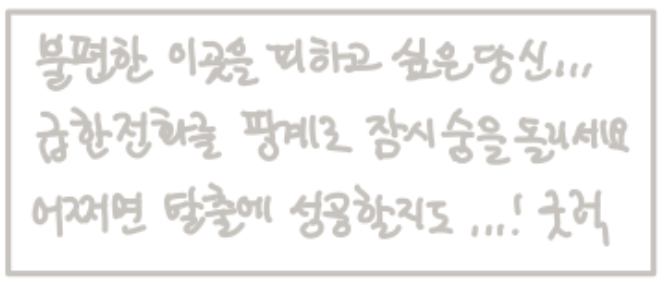 불편한 이곳을 피하고 싶은당신...
급한전화를 핑계로 잠시숨을돌리세요
어쩌면 탈출에 성공할지도 ...! 굿럭